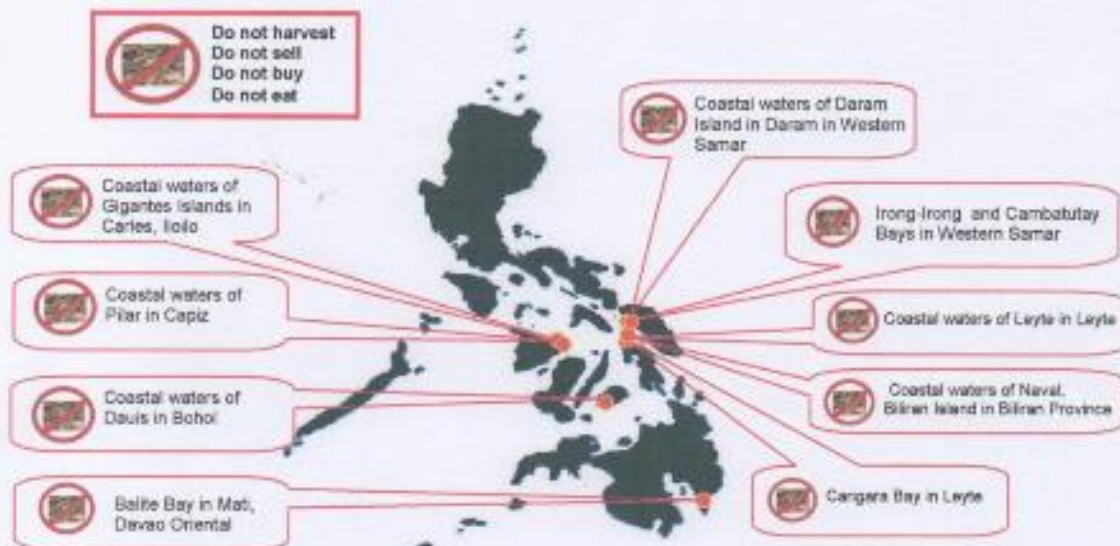 Do not harvest
Do not sell
Do not buy
Do not eat
Coastal waters of Daram
Island in Daram in Western
Samar
Coastal waters of
Gigantes Islands in
Carles, Iloilo
Irong-Irong and Cambatutay
Bays in Western Samar
Coastal waters of
Pilar in Capiz
Coastal waters of Leyte in Leyte
Coastal waters of
Dauis in Bohol
Coastal waters of Naval,
Biliran Island in Biliran Province
Balite Bay in Mati,
Davao Oriental
Carigara Bay in Leyte